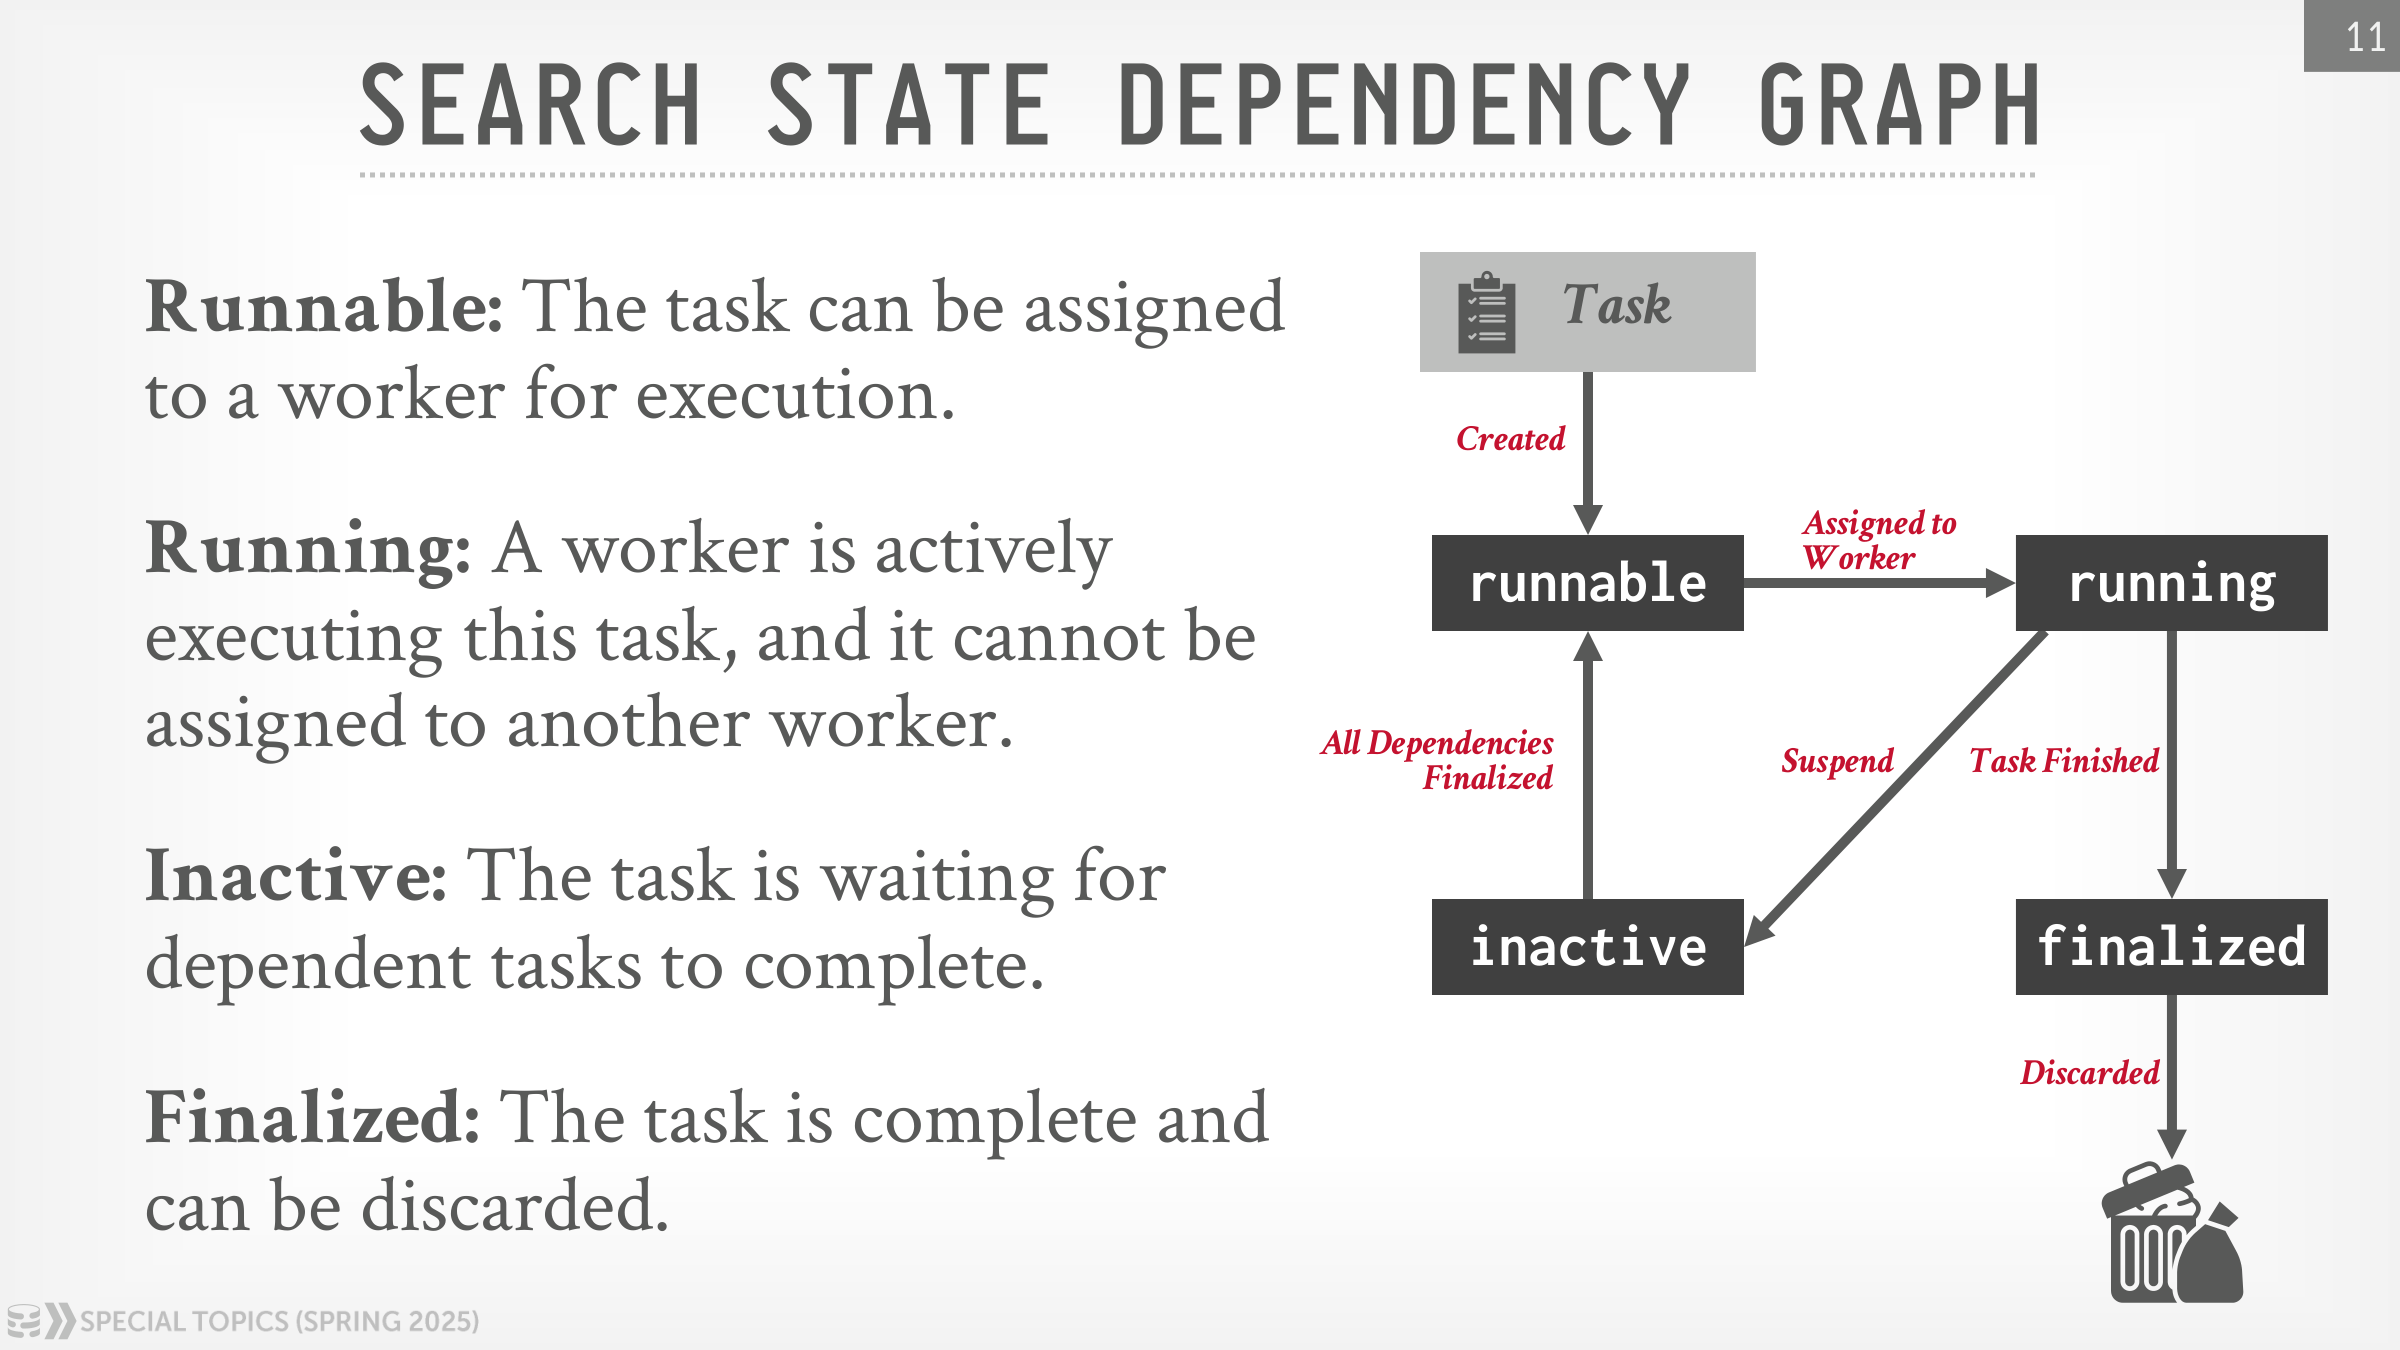 11
SEARCH STATE DEPENDENCY GRAPH
Runnable: The task can be assigned
to a worker for execution.
Running: A worker is actively
executing this task, and it cannot be
assigned to another worker.
Inactive: The task is waiting for
dependent tasks to complete.
Finalized: The task is complete and
can be discarded.
Task
Created
Assigned to
Worker
runnable
running
All Dependencies
Finalized
Suspend
Task Finished
inactive
finalized
Discarded
SPECIAL TOPICS (SPRING 2025)